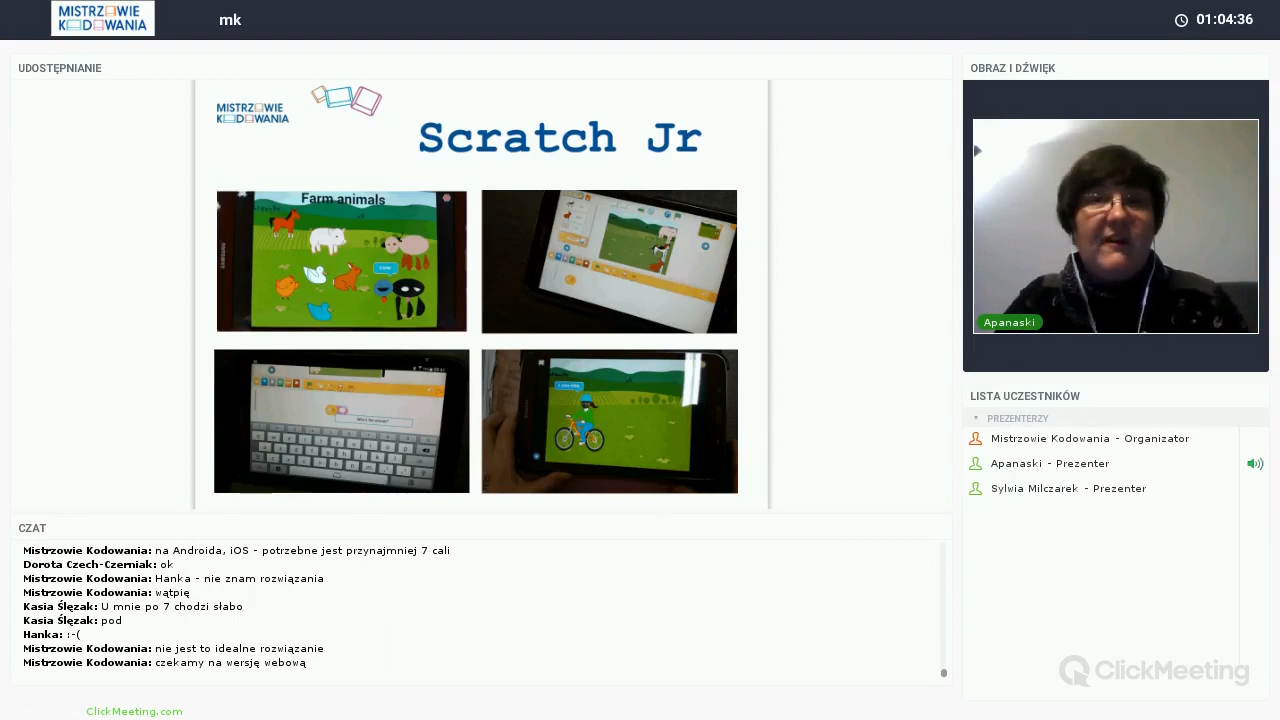 MISTRZOWIE
KODOWANIA
mk
01:04:36
UDOSTĘPNIANIE
MISTRZOWIE
KODOWANIA
Scratch Jr
Farm animals
CZAT
Mistrzowie Kodowania: na Androida, iOS - potrzebne jest przynajmniej 7 cali
Dorota Czech-Czerniak: ok
Mistrzowie Kodowania: Hanka - nie znam rozwiązania
Mistrzowie Kodowania: wątpię
Kasia Ślęzak: U mnie po 7 chodzi słabo
Kasia Ślęzak: pod
Hanka: :-(
Mistrzowie Kodowania: nie jest to idealne rozwiązanie
Mistrzowie Kodowania: czekamy na wersję webową
ClickMeeting.com
OBRAZ I DŹWIĘK
Apanaski
LISTA UCZESTNIKÓW
PREZENTERZY
Mistrzowie Kodowania - Organizator
Apanaski - Prezenter
Sylwia Milczarek - Prezenter
ClickMeeting